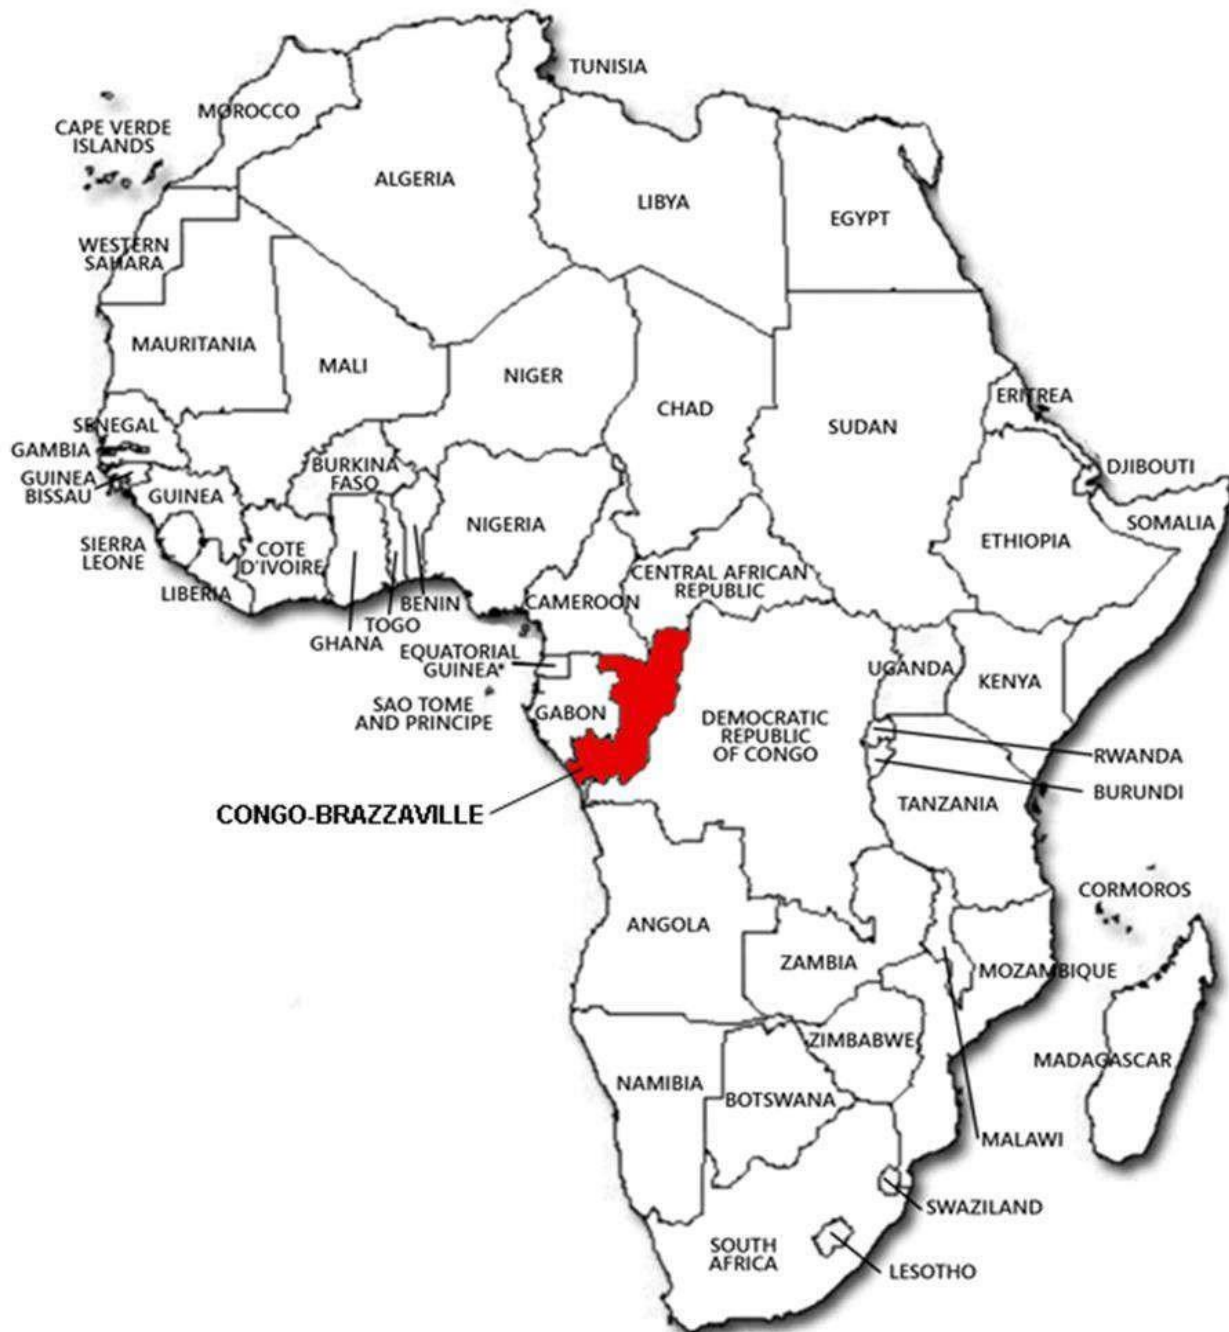 TUNISIA
MOROCCO
CAPE VERDE
ISLANDS
ALGERIA
LIBYA
EGYPT
WESTERN
SAHARA
MAURITANIA
MALI
NIGER
CHAD
SUDAN
ERITREA
SENEGAL
GAMBIA
GUINEA
BISSAU
GUINEA
BURKINA
FASO
DJIBOUTI
SOMALIA
NIGERIA
ETHIOPIA
SIERRA
LEONE
COTE
D'IVOIRE
LIBERIA
CENTRAL AFRICAN
REPUBLIC
CAMEROON
BENIN
TOGO
GHANA
EQUATORIAL
GUINEA*
UGANDA
KENYA
SAO TOME
AND PRINCIPE
GABON
DEMOCRATIC
REPUBLIC
OF CONGO
RWANDA
BURUNDI
TANZANIA
CONGO-BRAZZAVILLE
CORMOROS
ANGOLA
ZAMBIA
MOZAMBIQUE
ZIMBABWE
MADAGASCAR
NAMIBIA
BOTSWANA
MALAWI
SWAZILAND
SOUTH
AFRICA
LESOTHO